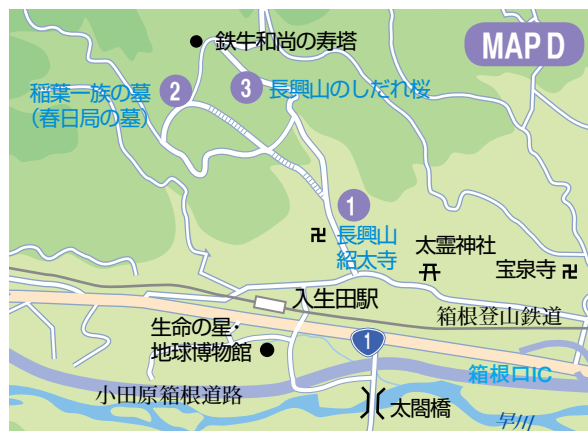 鉄牛和尚の寿塔
MAP D
稲葉一族の墓
(春日局の墓)
2
3
長興山のしだれ桜
1
長興山
紹太寺
卍
太霊神社
宝泉寺 卍
入生田駅
箱根登山鉄道
生命の星・
地球博物館
1
箱根口IC
小田原箱根道路
太閤橋
早川